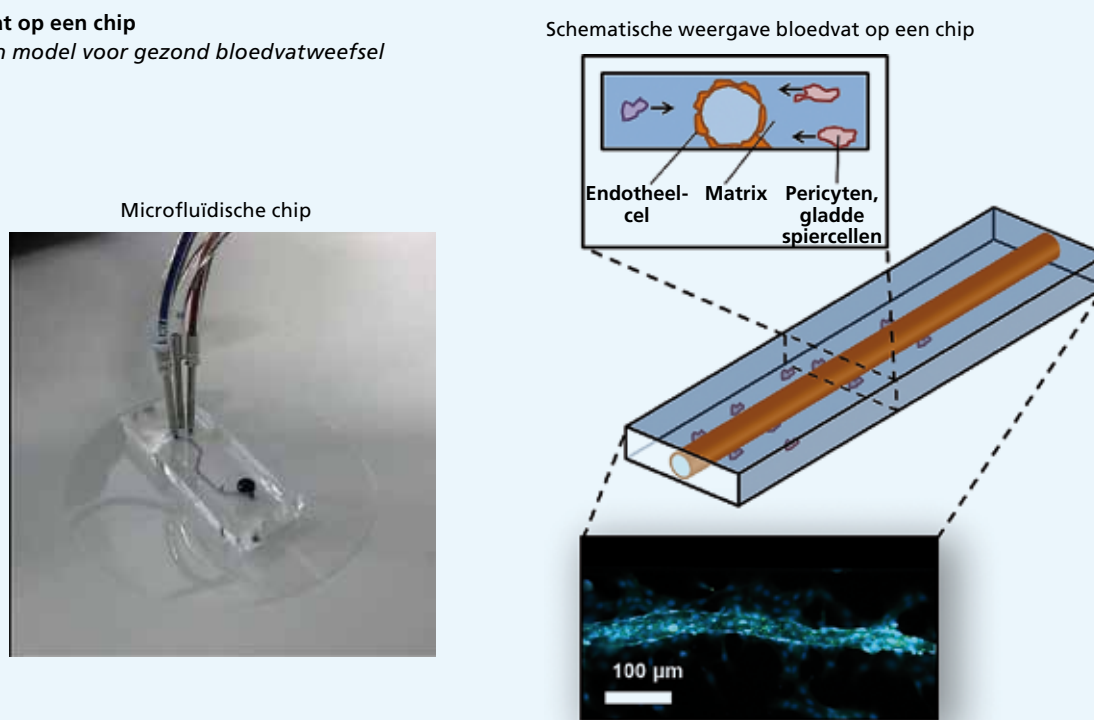 op een chip
model voor gezond bloedvatweefsel
Schematische weergave bloedvat op een chip
Endotheel-
cel
Matrix
Pericyten,
gladde
spiercellen
Microfluïdische chip
100 µm